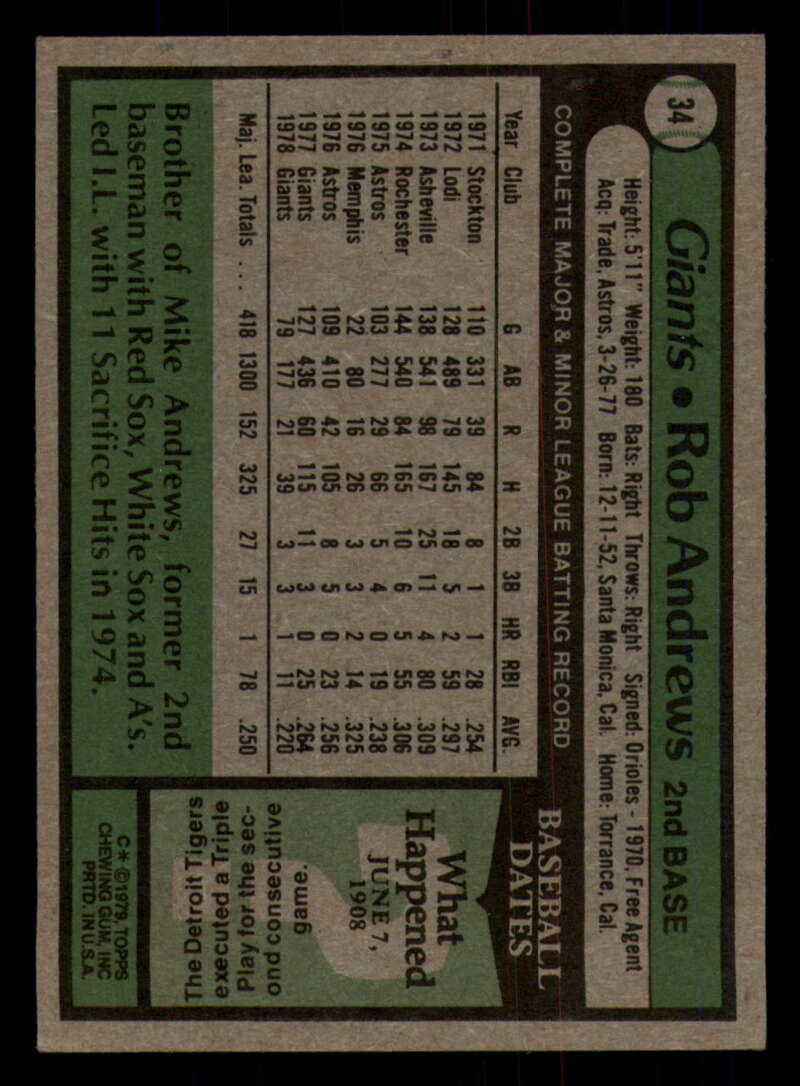 34
Giants • Rob Andrews 2nd BASE
Height: 5'11" Weight: 180 Bats: Right Throws: Right Signed: Orioles - 1970, Free Agent
Acq: Trade, Astros, 3-26-77 Born: 12-11-52, Santa Monica, Cal. Home: Torrance, Cal.
COMPLETE MAJOR & MINOR LEAGUE BATTING RECORD
Year Club G AB R H 2B 3B HR RBI AVG.
1971 Stockton 110 331 39 84 8 1 1 28 .254
1972 Lodi 128 489 79 145 18 5 2 59 .297
1973 Asheville 138 541 98 167 25 11 4 80 .309
1974 Rochester 144 540 84 165 10 6 5 55 .306
1975 Astros 103 277 29 66 5 4 0 19 .238
1976 Memphis 22 80 16 26 3 3 2 14 .325
1976 Astros 109 410 42 105 8 5 0 23 .256
1977 Giants 127 436 60 115 11 3 0 25 .264
1978 Giants 79 177 21 39 3 3 1 11 .220
Maj. Lea. Totals . . . 418 1300 152 325 27 15 1 78 .250
Brother of Mike Andrews, former 2nd
baseman with Red Sox, White Sox and A's.
Led I.L. with 11 Sacrifice Hits in 1974.
BASEBALL
DATES
What
Happened
JUNE 7,
1908
The Detroit Tigers
executed a Triple
Play for the sec-
ond consecutive
game.
C* ©1979, TOPPS
CHEWING GUM, INC
PRTD. IN U.S.A.